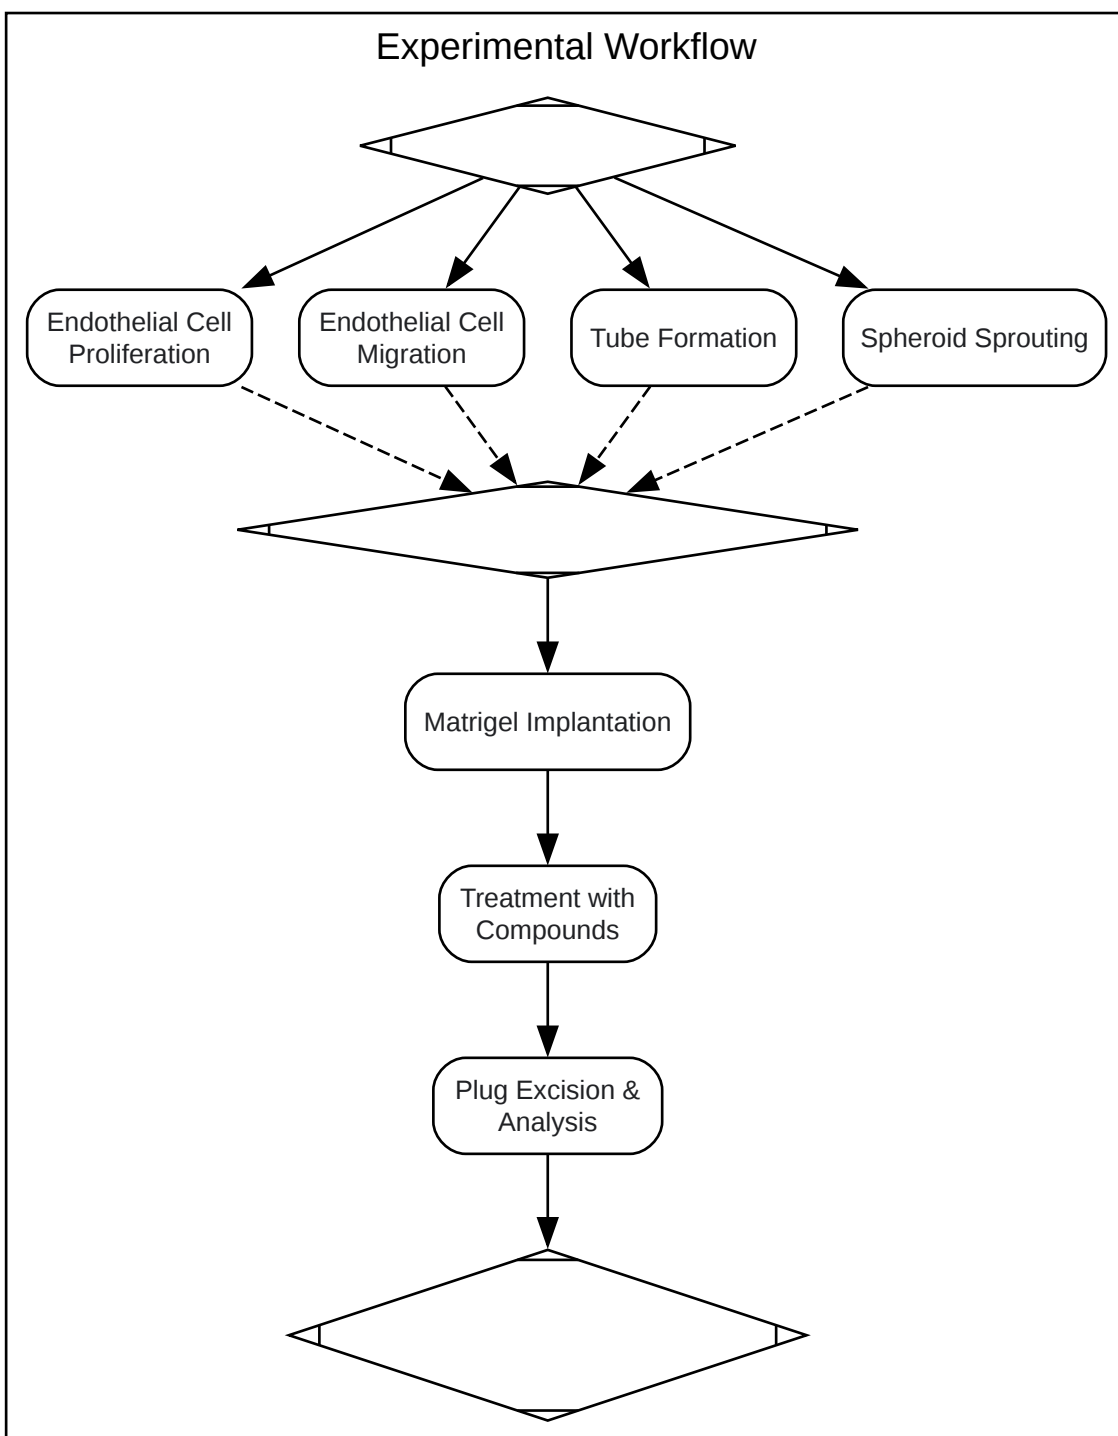 Experimental Workflow
Endothelial Cell
Proliferation
Endothelial Cell
Migration
Tube Formation
Spheroid Sprouting
Matrigel Implantation
Treatment with
Compounds
Plug Excision &
Analysis